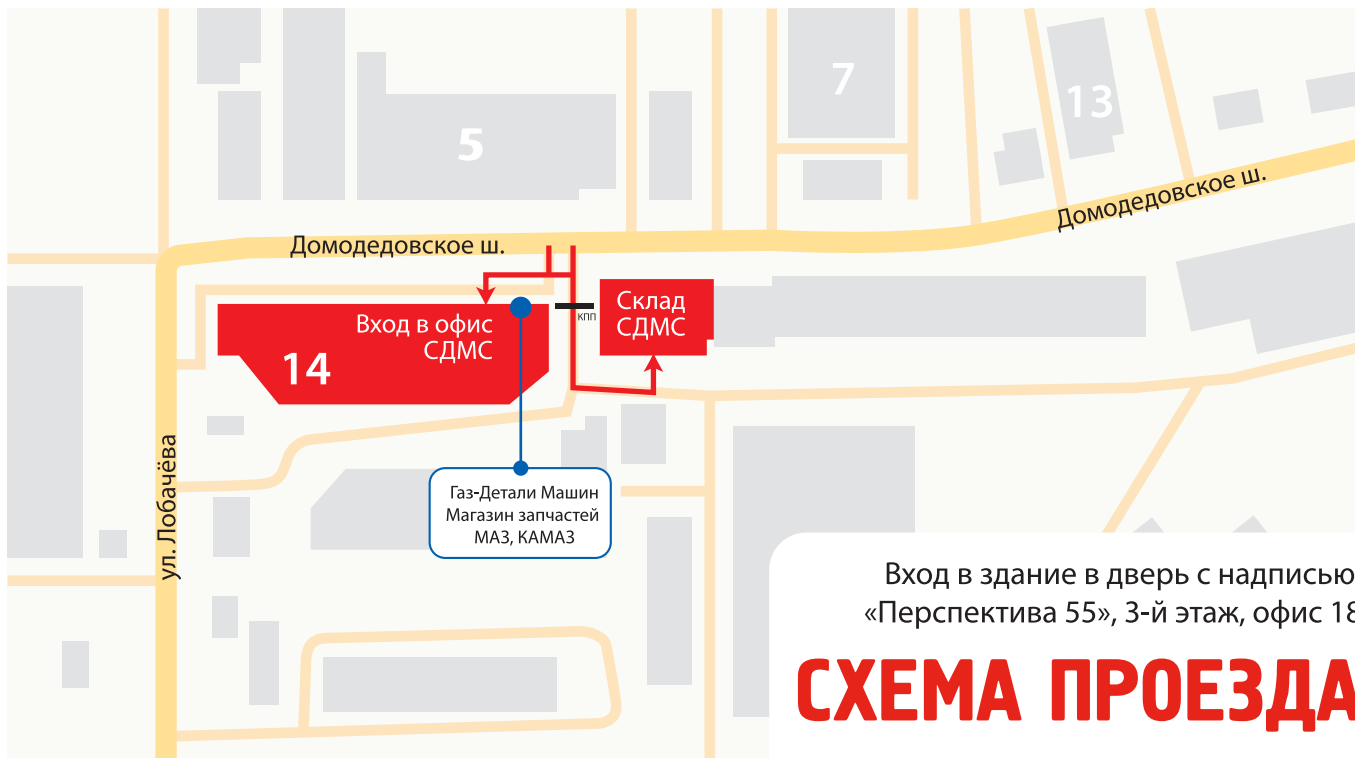 7
13
5
Домодедовское ш.
Домодедовское ш.
Склад
СДМС
КПП
Вход в офис
СДМС
14
ул. Лобачёва
Газ-Детали Машин
Магазин запчастей
МАЗ, КАМАЗ
Вход в здание в дверь с надписью
«Перспектива 55», 3-й этаж, офис 18
СХЕМА ПРОЕЗДА